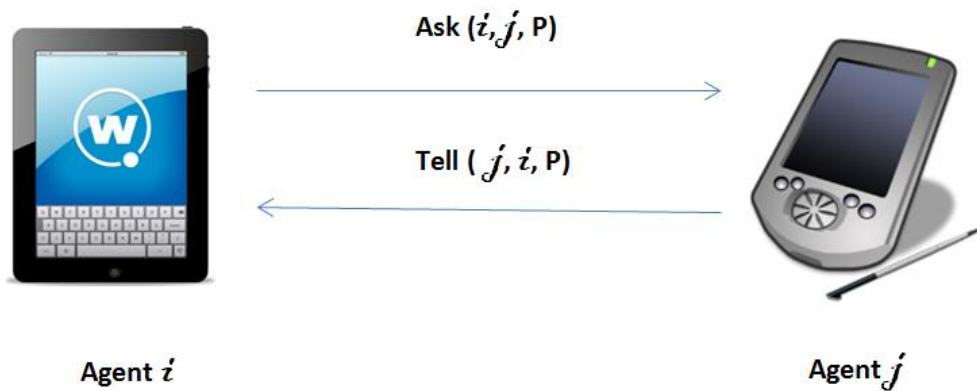 Ask (i, j, P)
Tell ( j, i, P)
W
Agent i
Agent j